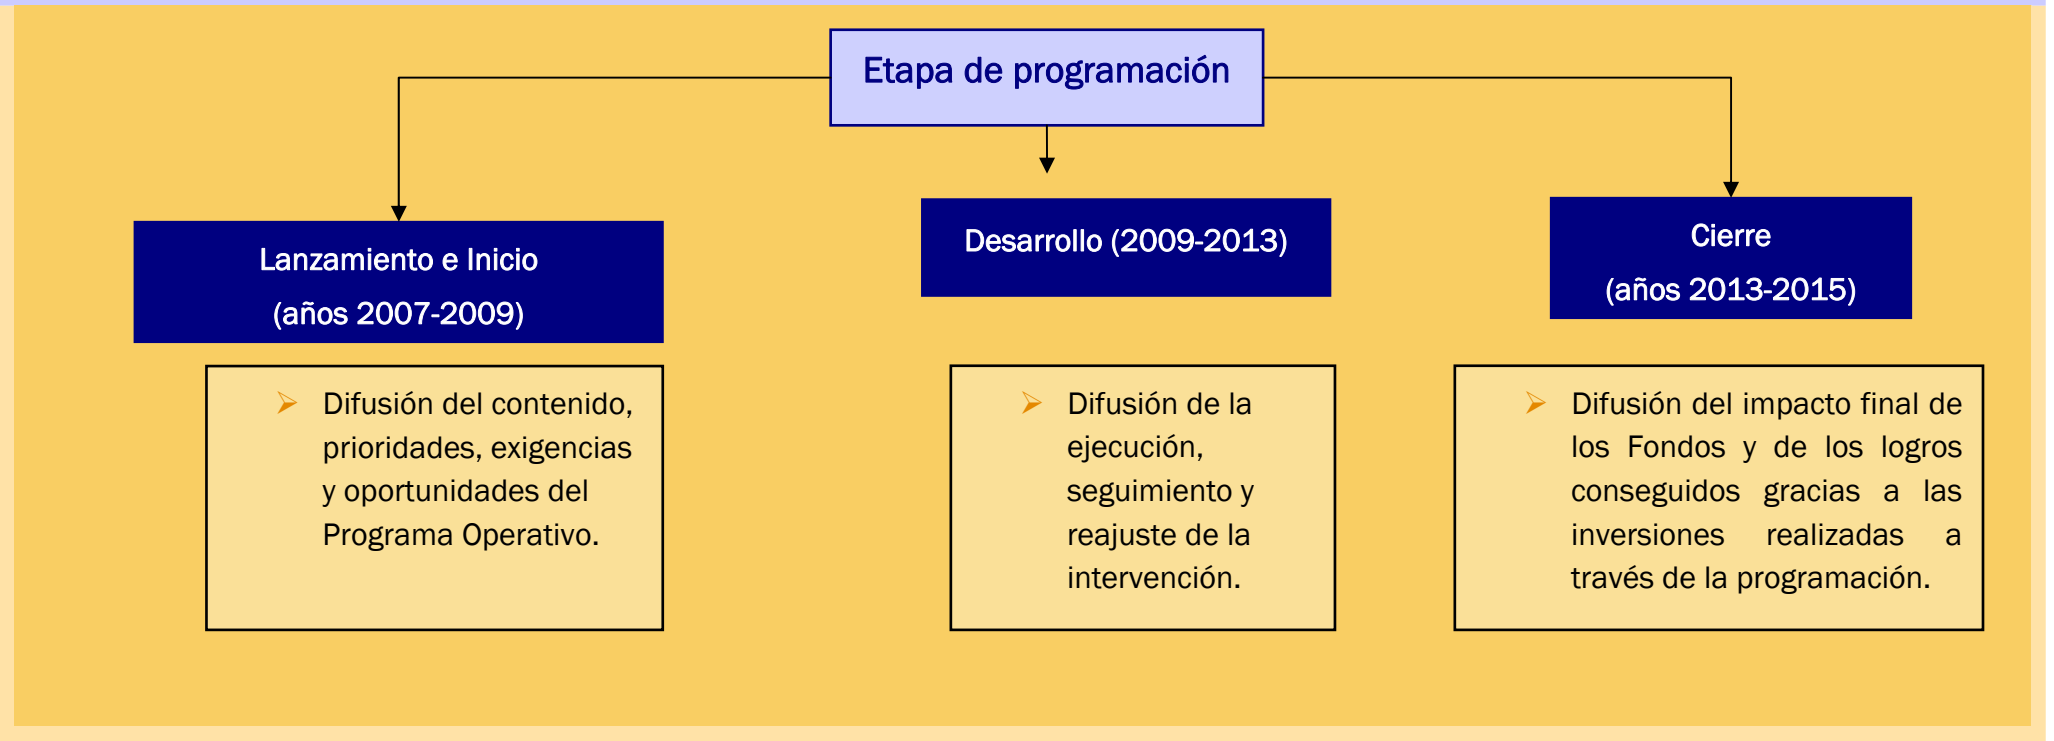 Etapa de programación
Lanzamiento e Inicio
(años 2007-2009)
Desarrollo (2009-2013)
Cierre
(años 2013-2015)
Difusión del contenido,
prioridades, exigencias
y oportunidades del
Programa Operativo.
Difusión de la
ejecución,
seguimiento y
reajuste de la
intervención.
Difusión del impacto final de
los Fondos y de los logros
conseguidos gracias a las
inversiones realizadas a
través de la programación.